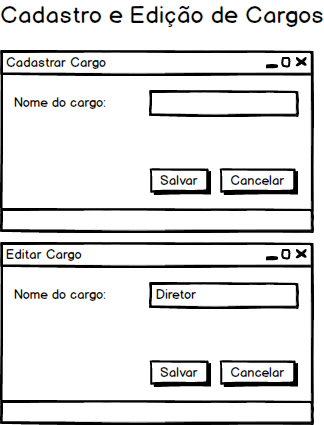 Cadastro e Edição de Cargos
Cadastrar Cargo
Nome do cargo:
Salvar Cancelar
Editar Cargo
Nome do cargo: Diretor
Salvar Cancelar